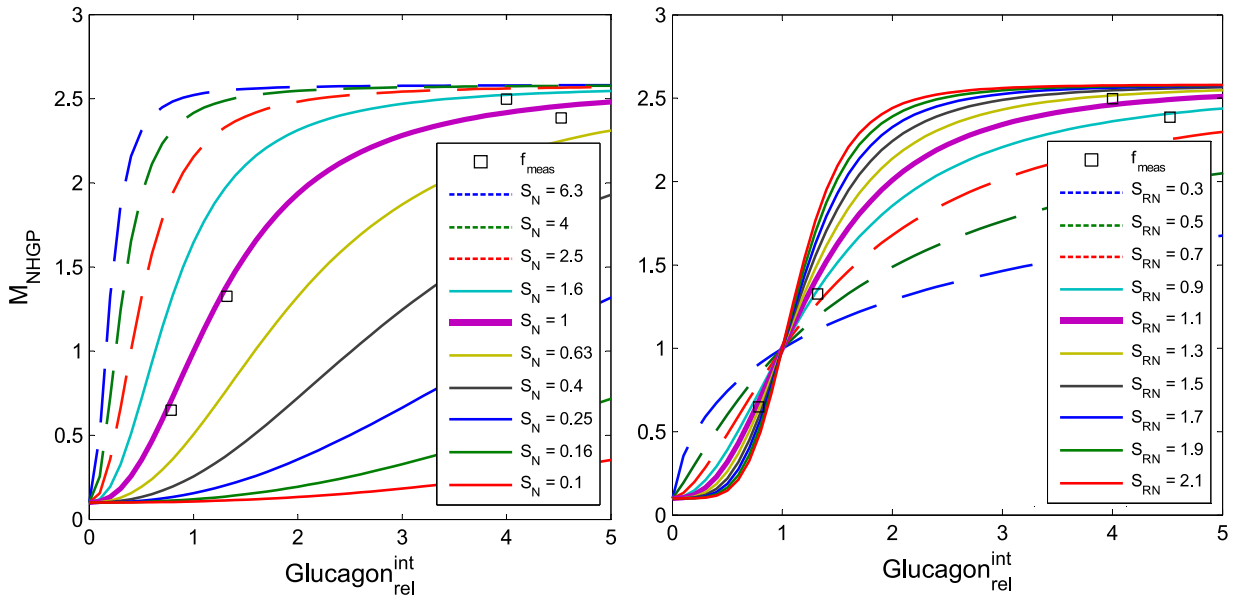 3
2.5
2
1.5
1
0.5
0
M_NHGP
0 1 2 3 4 5
Glucagon^int_rel
f_meas
S_N = 6.3
S_N = 4
S_N = 2.5
S_N = 1.6
S_N = 1
S_N = 0.63
S_N = 0.4
S_N = 0.25
S_N = 0.16
S_N = 0.1
3
2.5
2
1.5
1
0.5
0
0 1 2 3 4 5
Glucagon^int_rel
f_meas
S_RN = 0.3
S_RN = 0.5
S_RN = 0.7
S_RN = 0.9
S_RN = 1.1
S_RN = 1.3
S_RN = 1.5
S_RN = 1.7
S_RN = 1.9
S_RN = 2.1